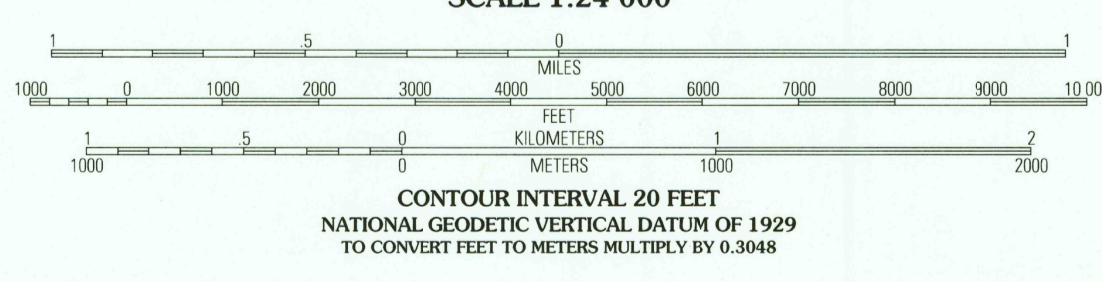 SCALE 1:24 000
1 .5 0 1
MILES
1000 0 1000 2000 3000 4000 5000 6000 7000 8000 9000 10 00
FEET
1 .5 0 KILOMETERS 1 2
1000 0 METERS 1000 2000
CONTOUR INTERVAL 20 FEET
NATIONAL GEODETIC VERTICAL DATUM OF 1929
TO CONVERT FEET TO METERS MULTIPLY BY 0.3048